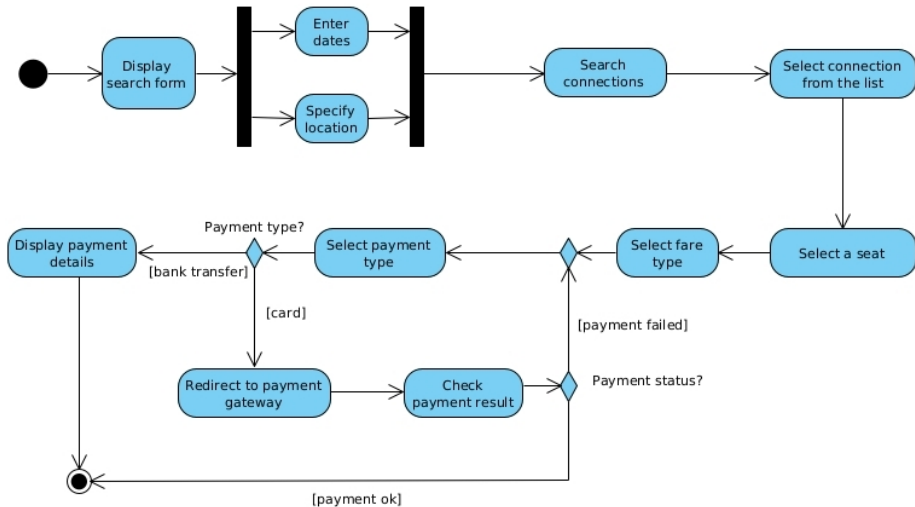 Display
search form
Enter
dates
Specify
location
Search
connections
Select connection
from the list
Select a seat
Select fare
type
Select payment
type
Payment type?
[bank transfer]
Display payment
details
[card]
Redirect to payment
gateway
Check
payment result
Payment status?
[payment failed]
[payment ok]